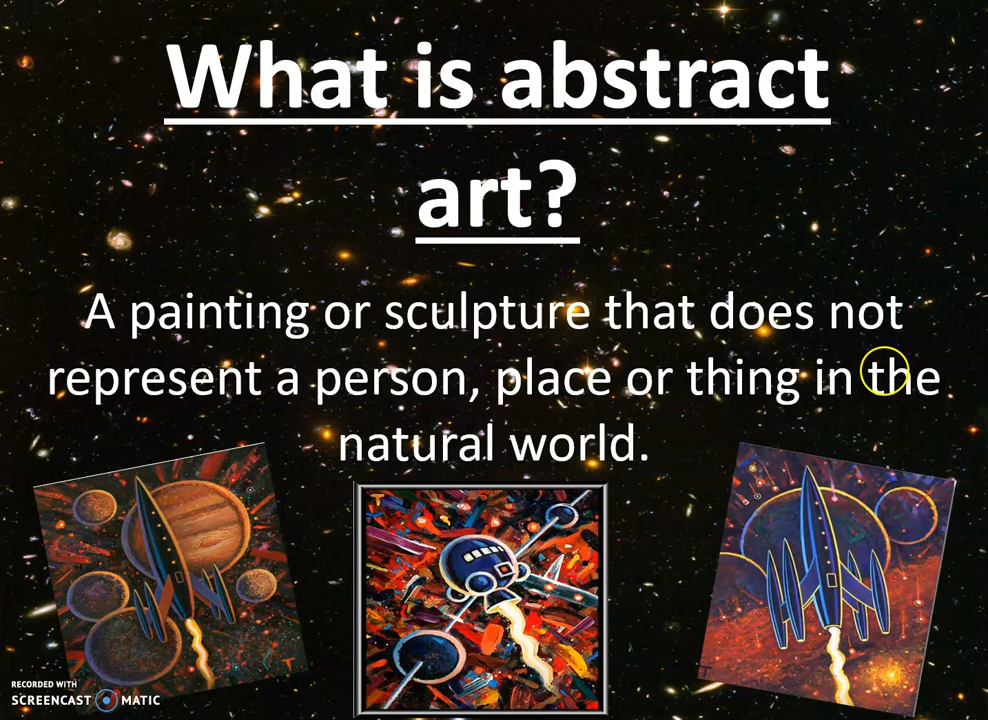 What is abstract
art?
A painting or sculpture that does not
represent a person, place or thing in the
natural world.
RECORDED WITH
SCREENCAST MATIC